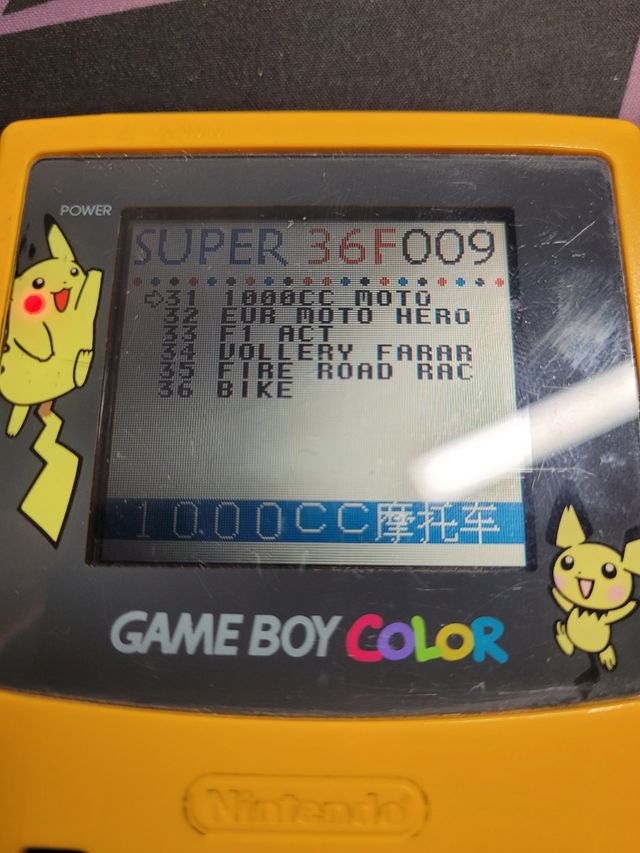 POWER
SUPER 36F009
31 1000CC MOTO
32 EUR MOTO HERO
33 F1 ACT
34 VOLLERY FARAR
35 FIRE ROAD RAC
36 BIKE
1000CC摩托车
GAME BOY COLOR
Nintendo